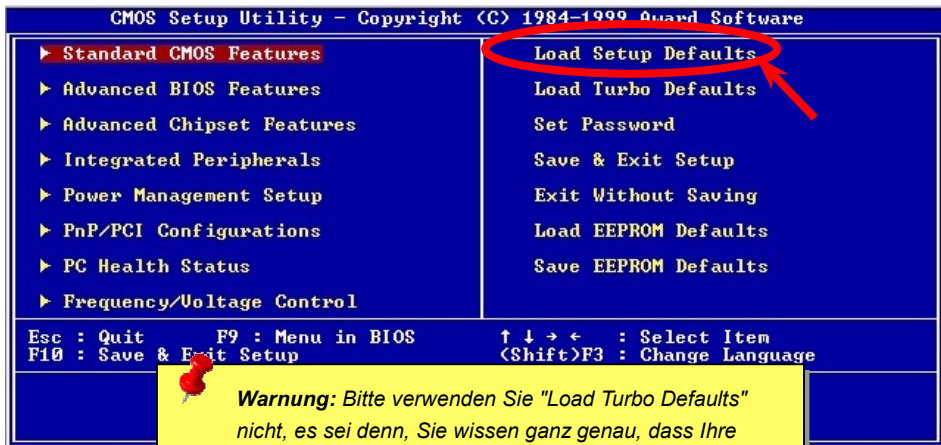 CMOS Setup Utility – Copyright (C) 1984–1999 Award Software
▶ Standard CMOS Features
▶ Advanced BIOS Features
▶ Advanced Chipset Features
▶ Integrated Peripherals
▶ Power Management Setup
▶ PnP/PCI Configurations
▶ PC Health Status
▶ Frequency/Voltage Control
Load Setup Defaults
Load Turbo Defaults
Set Password
Save & Exit Setup
Exit Without Saving
Load EEPROM Defaults
Save EEPROM Defaults
Esc : Quit F9 : Menu in BIOS ↑ ↓ → ← : Select Item
F10 : Save & Exit Setup (Shift)F3 : Change Language
Warnung: Bitte verwenden Sie "Load Turbo Defaults"
nicht, es sei denn, Sie wissen ganz genau, dass Ihre